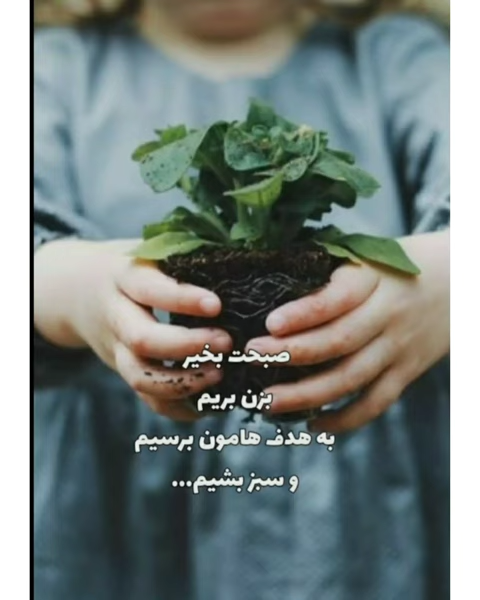 صبحت بخیر
بزن بریم
به هدف هامون برسیم
و سبز بشیم...